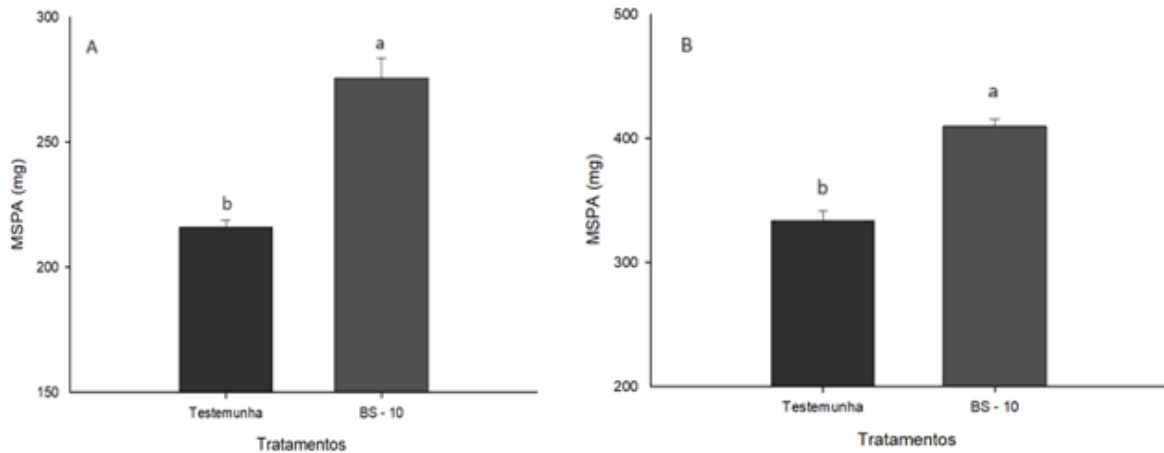 A
300
250
200
150
MSPA (mg)
b
a
Testemunha
BS - 10
Tratamentos
B
500
400
300
200
MSPA (mg)
b
a
Testemunha
BS - 10
Tratamentos